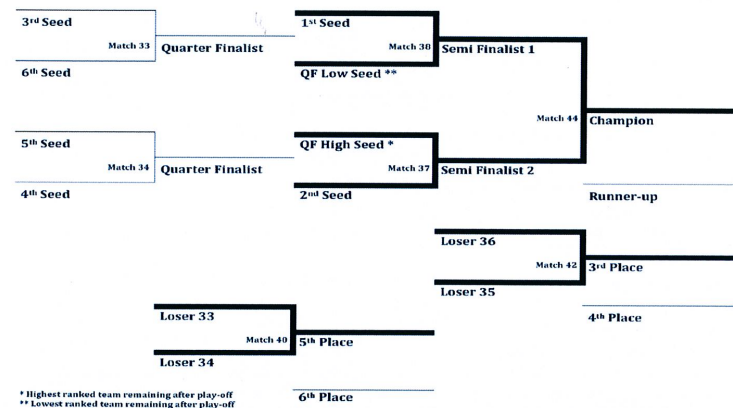 3rd Seed
Match 33
6th Seed
Quarter Finalist
5th Seed
Match 34
4th Seed
Quarter Finalist
1st Seed
Match 38
QF Low Seed **
Semi Finalist 1
QF High Seed *
Match 37
2nd Seed
Semi Finalist 2
Match 44
Champion
Runner-up
Loser 36
Match 42
Loser 35
3rd Place
4th Place
Loser 33
Match 40
Loser 34
5th Place
6th Place
* Highest ranked team remaining after play-off
** Lowest ranked team remaining after play-off